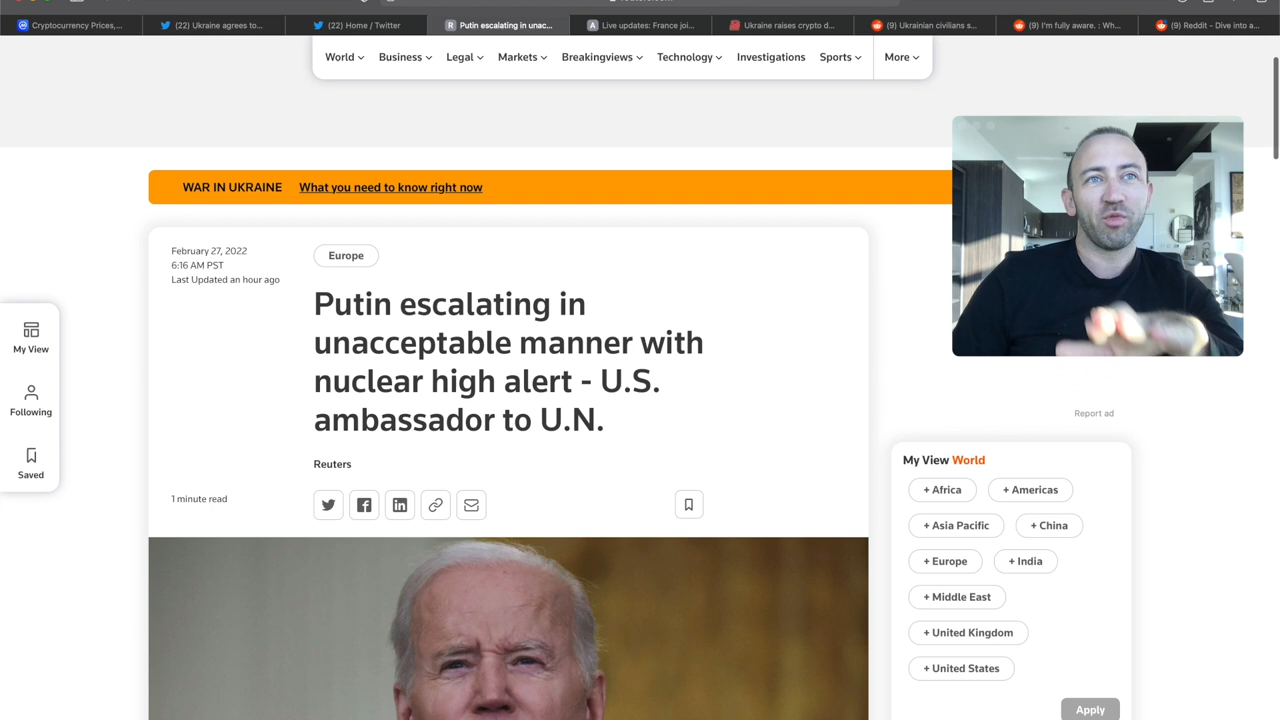 Cryptocurrency Prices,...
(22) Ukraine agrees to...
(22) Home / Twitter
Putin escalating in unac...
Live updates: France joi...
Ukraine raises crypto d...
(9) Ukrainian civilians s...
(9) I'm fully aware. : Wh...
(9) Reddit - Dive into a...
World
Business
Legal
Markets
Breakingviews
Technology
Investigations
Sports
More
WAR IN UKRAINE What you need to know right now
February 27, 2022
6:16 AM PST
Last Updated an hour ago
Europe
Putin escalating in
unacceptable manner with
nuclear high alert - U.S.
ambassador to U.N.
Reuters
1 minute read
My View
Following
Saved
Report ad
My View World
+ Africa
+ Americas
+ Asia Pacific
+ China
+ Europe
+ India
+ Middle East
+ United Kingdom
+ United States
Apply